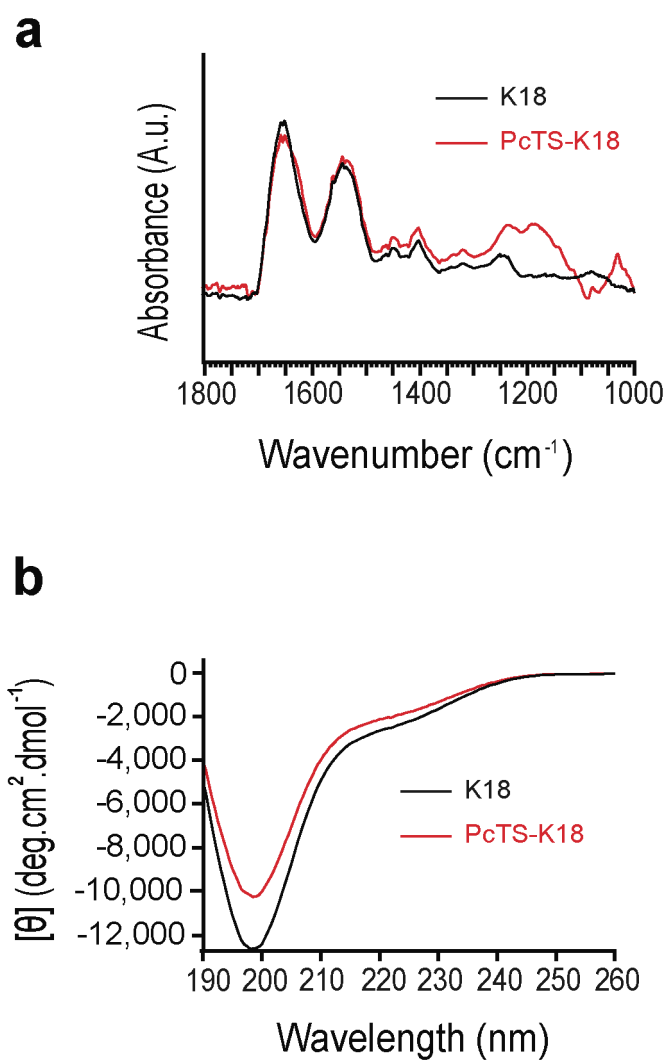 a
K18
PcTS-K18
Absorbance (A.u.)
1800 1600 1400 1200 1000
Wavenumber (cm⁻¹)
b
0
-2,000
-4,000
-6,000
-8,000
-10,000
-12,000
[θ] (deg.cm².dmol⁻¹)
K18
PcTS-K18
190 200 210 220 230 240 250 260
Wavelength (nm)